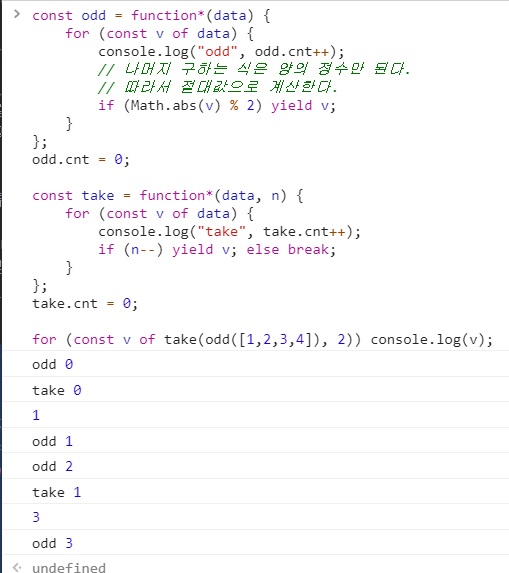 const odd = function*(data) {
    for (const v of data) {
        console.log("odd", odd.cnt++);
        // 나머지 구하는 식은 양의 정수만 된다.
        // 따라서 절대값으로 계산한다.
        if (Math.abs(v) % 2) yield v;
    }
};
odd.cnt = 0;

const take = function*(data, n) {
    for (const v of data) {
        console.log("take", take.cnt++);
        if (n--) yield v; else break;
    }
};
take.cnt = 0;

for (const v of take(odd([1,2,3,4]), 2)) console.log(v);
odd 0
take 0
1
odd 1
odd 2
take 1
3
odd 3
undefined